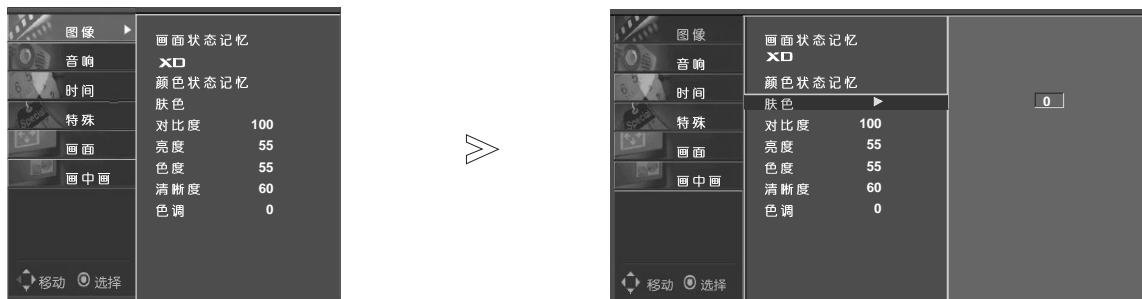 图像
音响
时间
特殊
画面
画中画
移动 选择
画面状态记忆
XD
颜色状态记忆
肤色
对比度 100
亮度 55
色度 55
清晰度 60
色调 0
图像
音响
时间
特殊
画面
画中画
移动 选择
画面状态记忆
XD
颜色状态记忆
肤色
对比度 100
亮度 55
色度 55
清晰度 60
色调 0
0